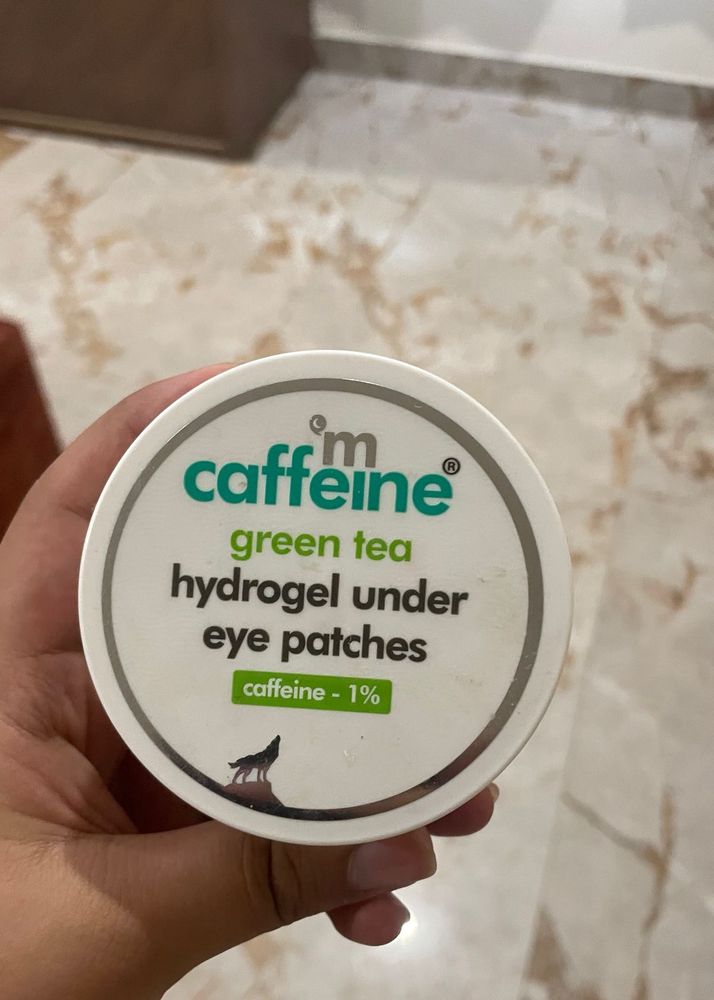 'm
caffeine®
green tea
hydrogel under
eye patches
caffeine - 1%